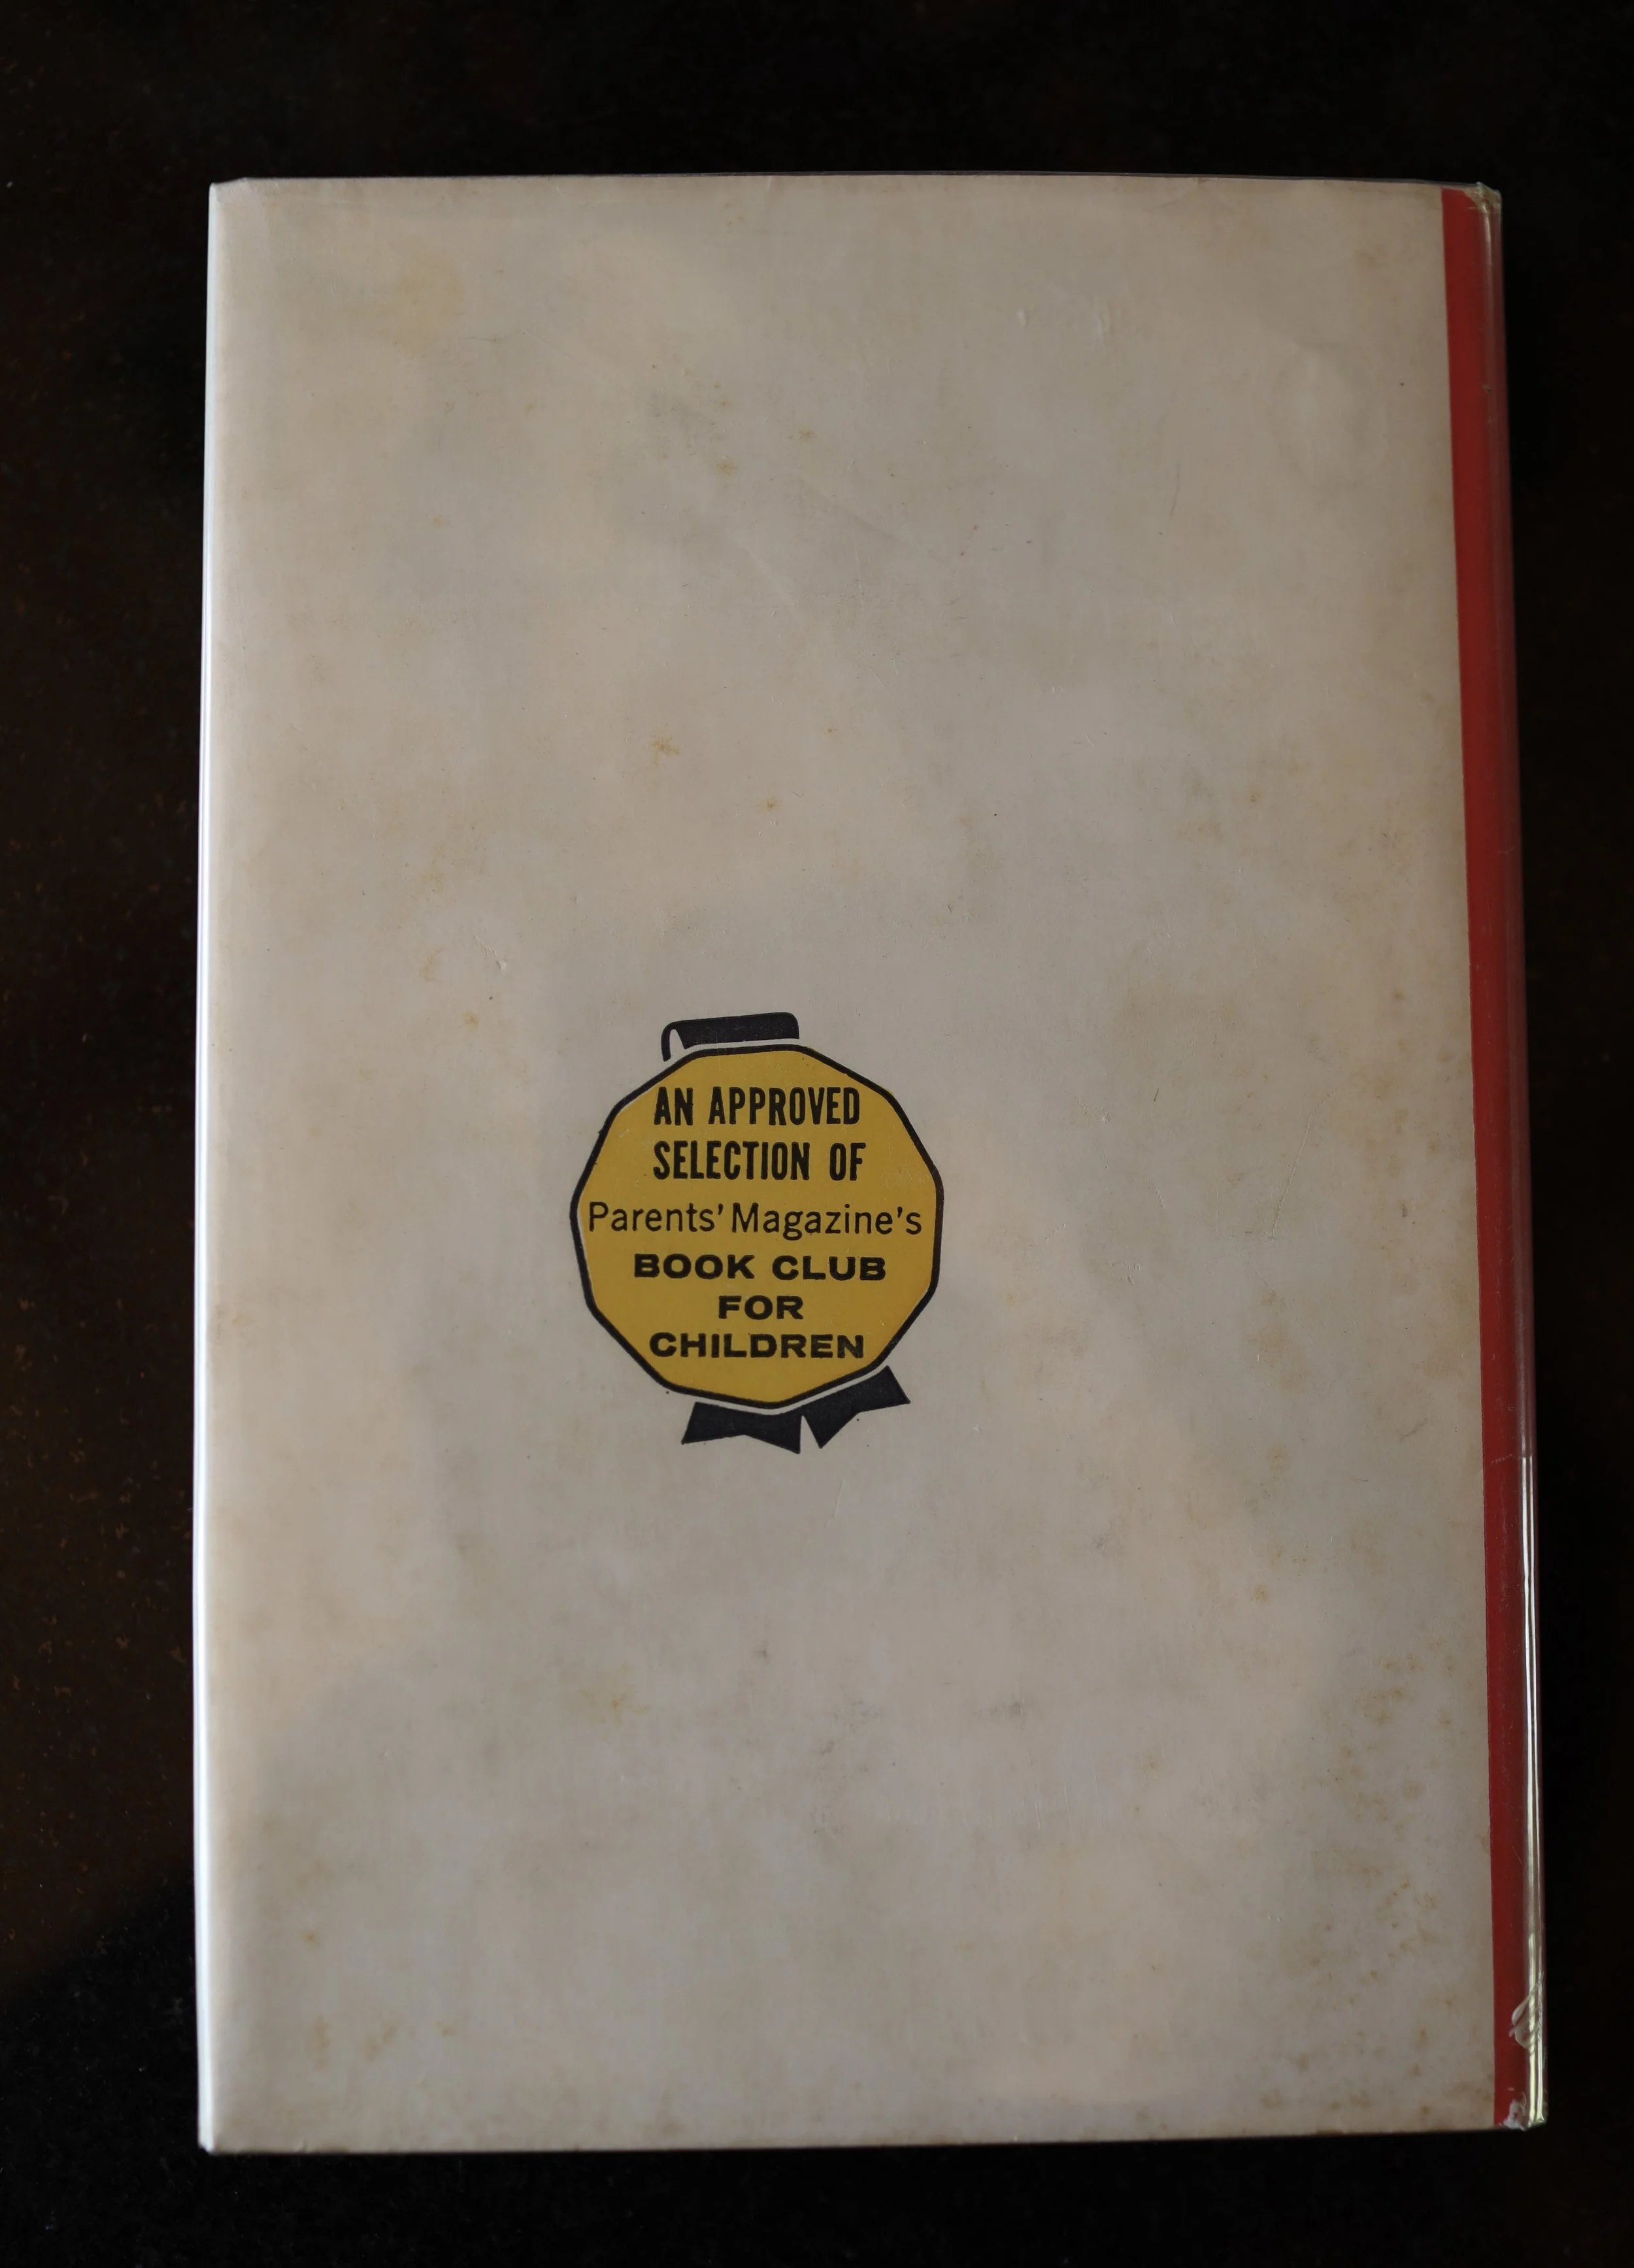 AN APPROVED
SELECTION OF
Parents' Magazine's
BOOK CLUB
FOR
CHILDREN